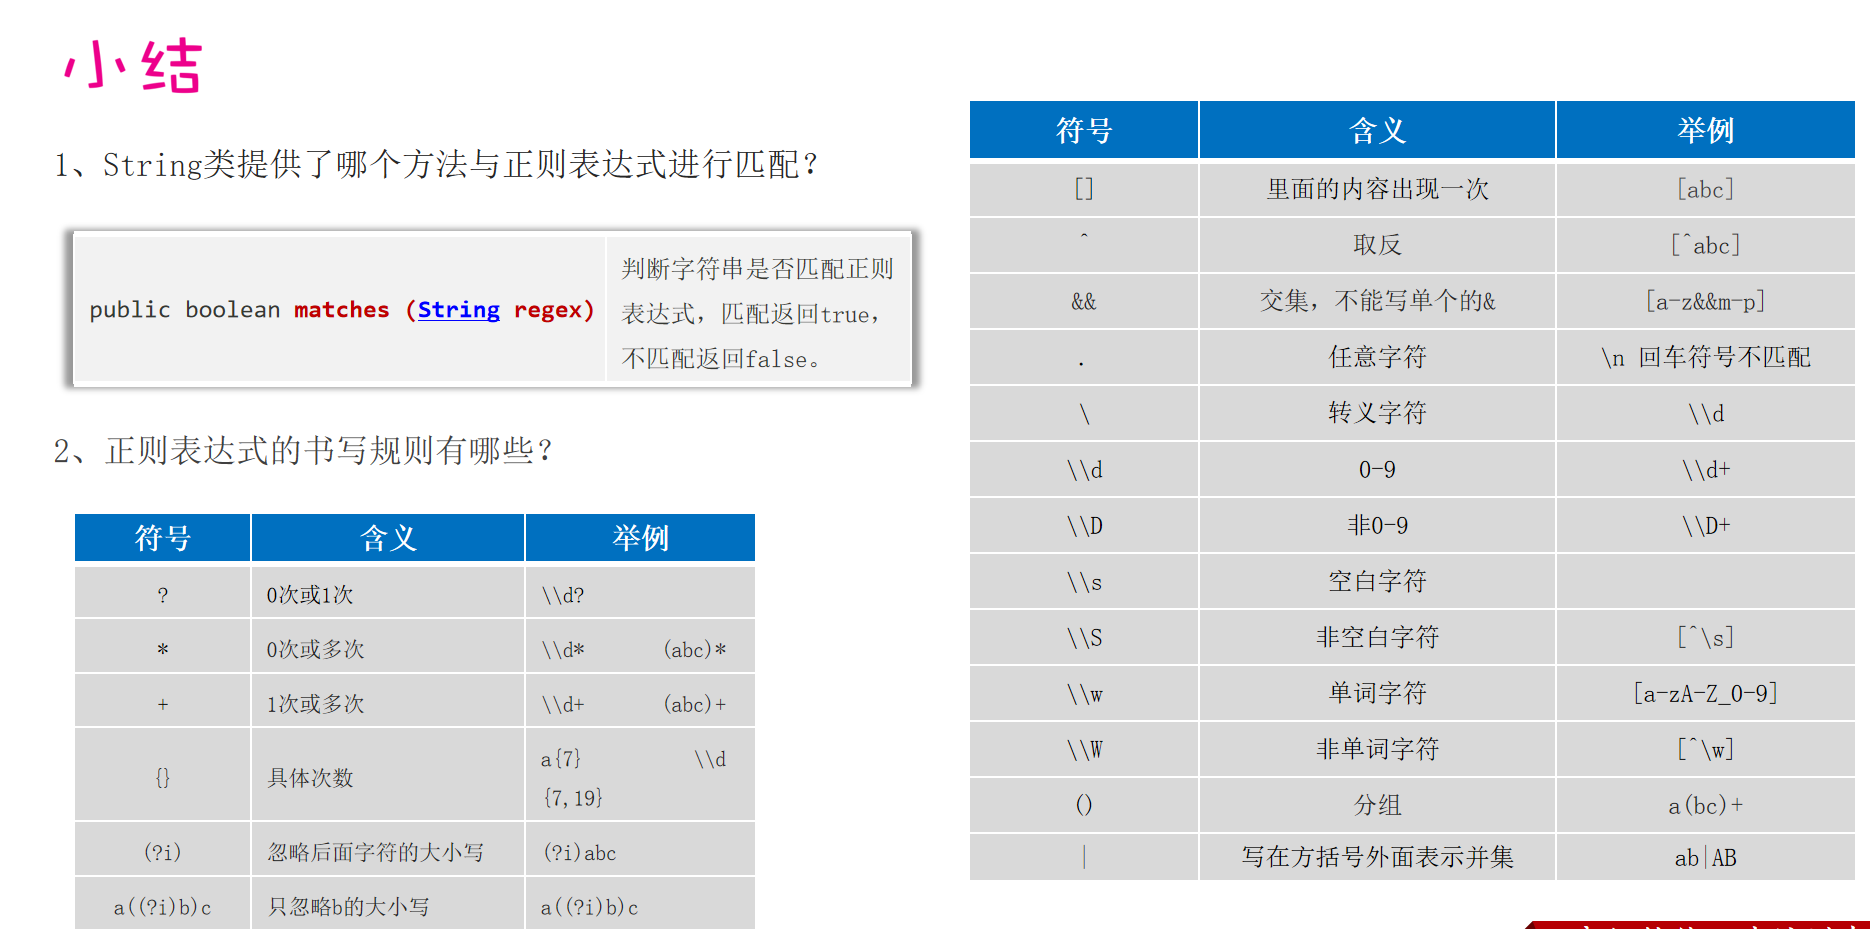 小结
1、String类提供了哪个方法与正则表达式进行匹配？
public boolean matches (String regex)
判断字符串是否匹配正则
表达式，匹配返回true，
不匹配返回false。
2、正则表达式的书写规则有哪些？
符号 含义 举例
? 0次或1次 \\d?
* 0次或多次 \\d* (abc)*
+ 1次或多次 \\d+ (abc)+
{} 具体次数 a{7} \\d
{7,19}
(?i) 忽略后面字符的大小写 (?i)abc
a((?i)b)c 只忽略b的大小写 a((?i)b)c
符号 含义 举例
[] 里面的内容出现一次 [abc]
^ 取反 [^abc]
&& 交集，不能写单个的& [a-z&&m-p]
. 任意字符 \n 回车符号不匹配
\ 转义字符 \\d
\\d 0-9 \\d+
\\D 非0-9 \\D+
\\s 空白字符
\\S 非空白字符 [^\s]
\\w 单词字符 [a-zA-Z_0-9]
\\W 非单词字符 [^\w]
() 分组 a(bc)+
| 写在方括号外面表示并集 ab|AB